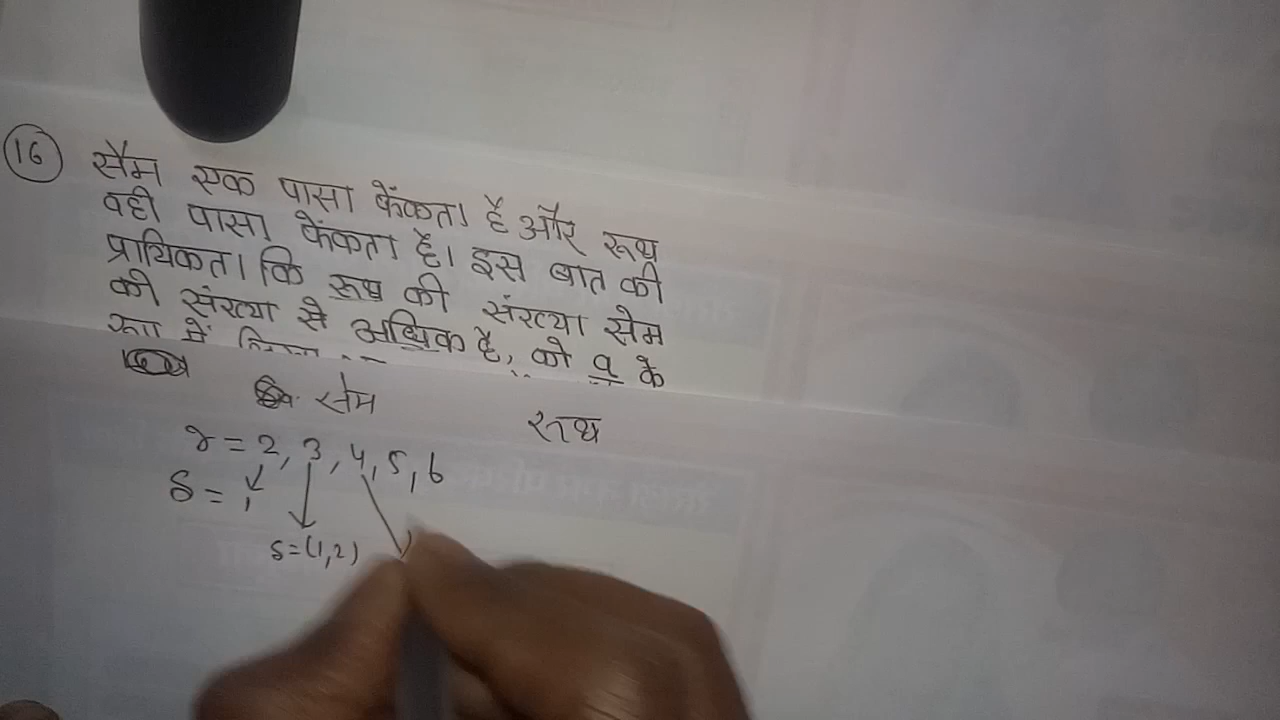 16 सैम एक पासा फेंकता है और रूथ
वही पासा फेंकता है। इस बात की
प्रायिकता कि रूथ की संख्या सेम
की संख्या से अधिक है, को a के
सेम
रूथ
r = 2, 3, 4, 5, 6
S = 1
S = (1, 2)